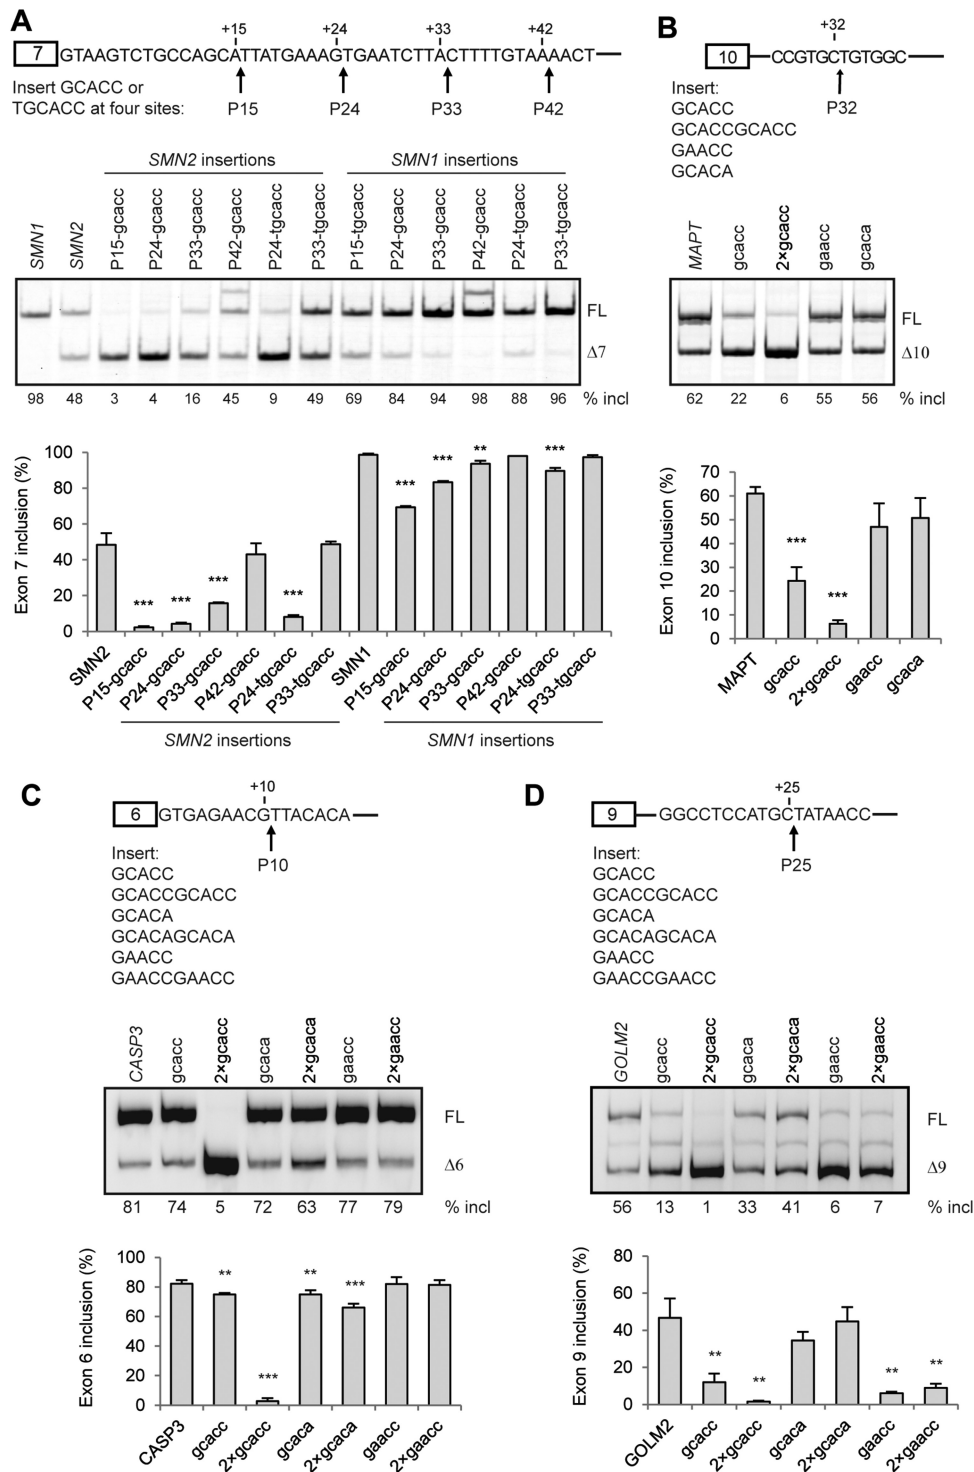 A
+15 +24 +33 +42
7 GTAAGTCTGCCAGCATTATGAAAGTGAATCTTACTTTTGTAAAACT
Insert GCACC or
TGCACC at four sites: P15 P24 P33 P42
SMN2 insertions SMN1 insertions
SMN1 SMN2 P15-gcacc P24-gcacc P33-gcacc P42-gcacc P24-tgcacc P33-tgcacc P15-tgcacc P24-gcacc P33-gcacc P42-gcacc P24-tgcacc P33-tgcacc
FL
Δ7
98 48 3 4 16 45 9 49 69 84 94 98 88 96 % incl
Exon 7 inclusion (%)
100
80
60
40
20
0
*** *** *** *** *** *** ** ***
SMN2 P15-gcacc P24-gcacc P33-gcacc P42-gcacc P24-tgcacc P33-tgcacc SMN1 P15-gcacc P24-gcacc P33-gcacc P42-gcacc P24-tgcacc P33-tgcacc
SMN2 insertions SMN1 insertions
B
+32
10 CCGTGCTGTGGC
Insert: P32
GCACC
GCACCGCACC
GAACC
GCACA
MAPT gcacc 2×gcacc gaacc gcaca
FL
Δ10
62 22 6 55 56 % incl
Exon 10 inclusion (%)
70
60
50
40
30
20
10
0
*** ***
MAPT gcacc 2×gcacc gaacc gcaca
C
+10
6 GTGAGAACGTTACACA
Insert: P10
GCACC
GCACCGCACC
GCACA
GCACAGCACA
GAACC
GAACCGAACC
CASP3 gcacc 2×gcacc gcaca 2×gcaca gaacc 2×gaacc
FL
Δ6
81 74 5 72 63 77 79 % incl
Exon 6 inclusion (%)
100
80
60
40
20
0
** *** ** ***
CASP3 gcacc 2×gcacc gcaca 2×gcaca gaacc 2×gaacc
D
+25
9 GGCCTCCATGCTATAACC
Insert: P25
GCACC
GCACCGCACC
GCACA
GCACAGCACA
GAACC
GAACCGAACC
GOLM2 gcacc 2×gcacc gcaca 2×gcaca gaacc 2×gaacc
FL
Δ9
56 13 1 33 41 6 7 % incl
Exon 9 inclusion (%)
80
60
40
20
0
** ** ** **
GOLM2 gcacc 2×gcacc gcaca 2×gcaca gaacc 2×gaacc